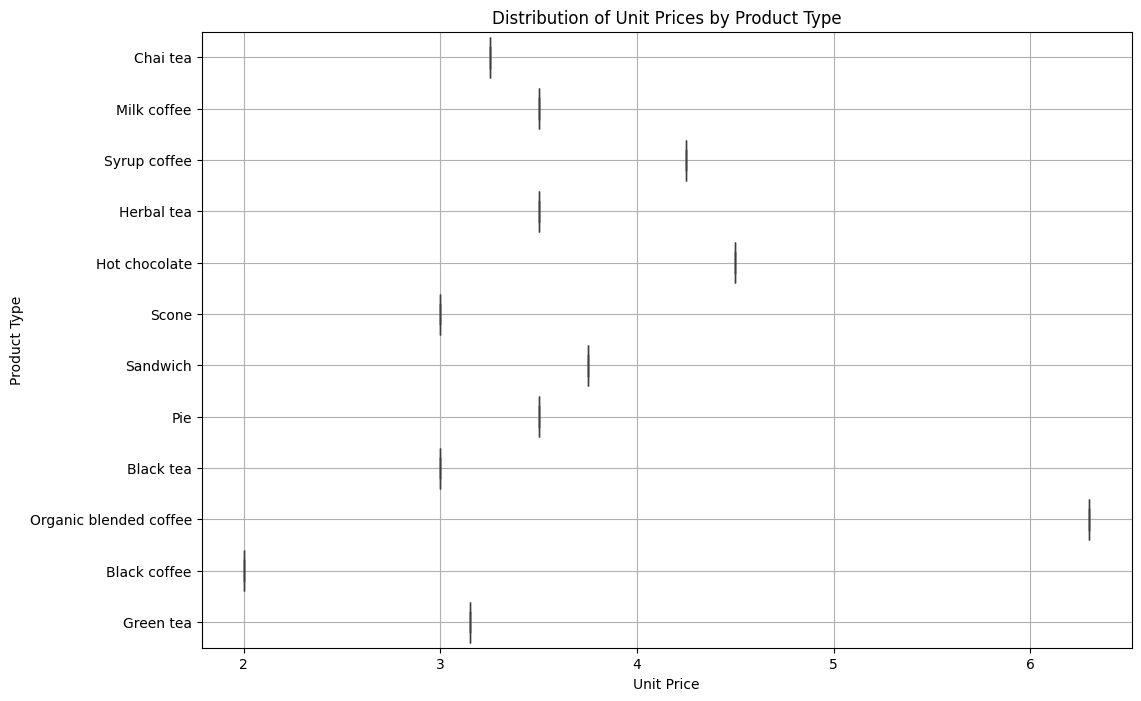 Distribution of Unit Prices by Product Type
Chai tea
Milk coffee
Syrup coffee
Herbal tea
Hot chocolate
Scone
Sandwich
Pie
Black tea
Organic blended coffee
Black coffee
Green tea
Product Type
2 3 4 5 6
Unit Price